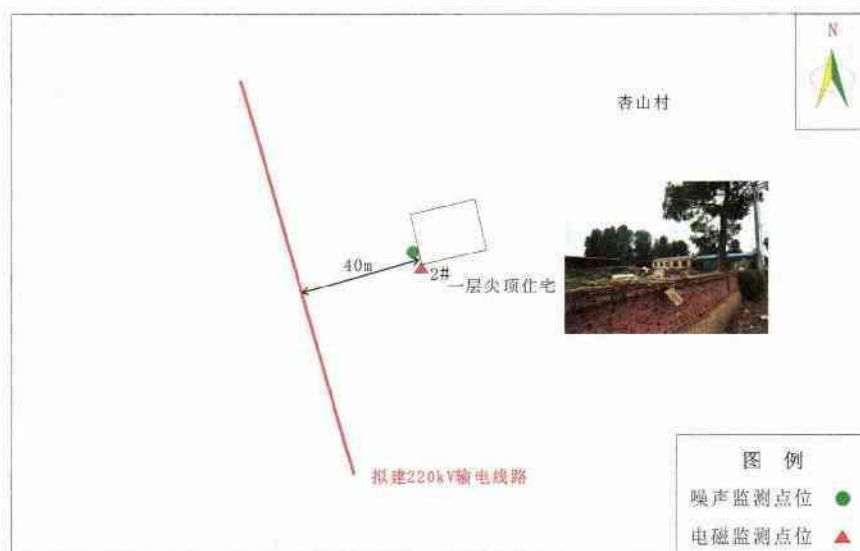 N
杏山村
40m
2#
一层尖顶住宅
拟建220kV输电线路
图 例
噪声监测点位
电磁监测点位